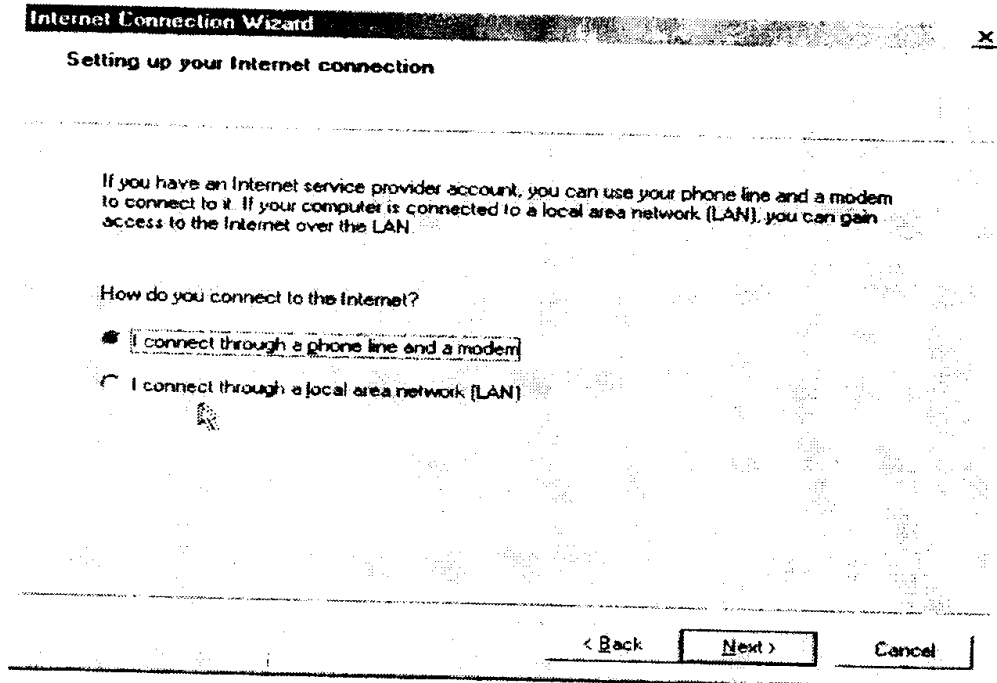 Internet Connection Wizard
Setting up your Internet connection
If you have an Internet service provider account, you can use your phone line and a modem
to connect to it. If your computer is connected to a local area network (LAN), you can gain
access to the Internet over the LAN.
How do you connect to the Internet?
I connect through a phone line and a modem
I connect through a local area network (LAN)
< Back Next > Cancel